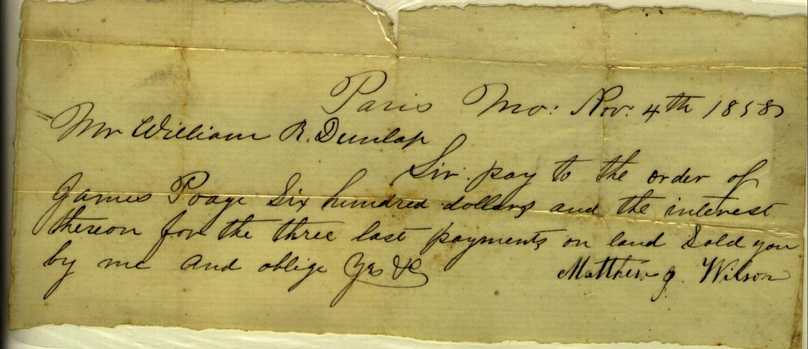 Paris Mo: Nov: 4th 1858
Mr William R. Dunlap
Sir: pay to the order of
James Poage Six hundred dollars and the interest
thereon for the three last payments on land Sold you
by me and oblige Yrs &c
Matthew J. Wilson